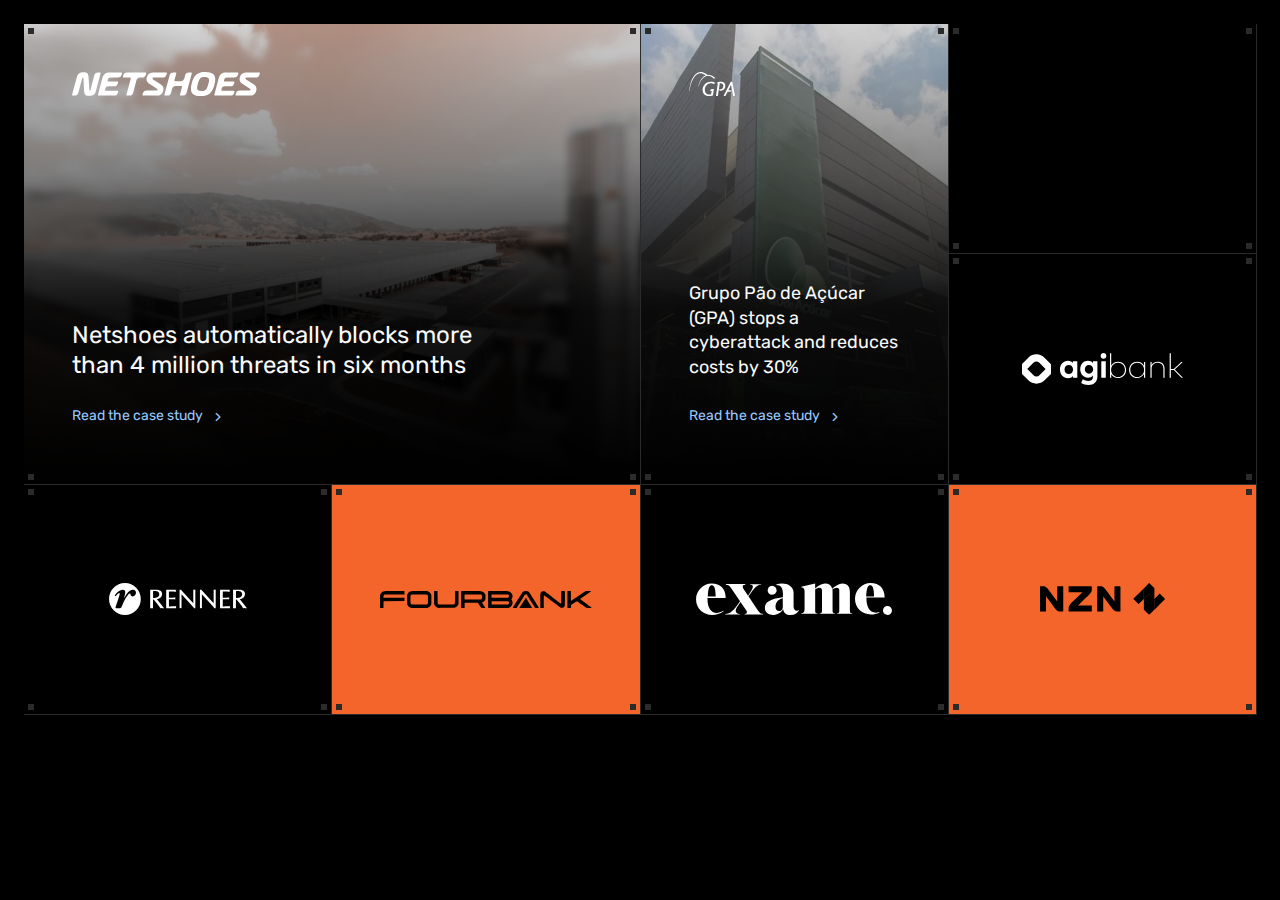 NETSHOES
Netshoes automatically blocks more
than 4 million threats in six months
Read the case study
GPA
Grupo Pão de Açúcar
(GPA) stops a
cyberattack and reduces
costs by 30%
Read the case study
agibank
r RENNER
FOURBANK
exame.
NZN